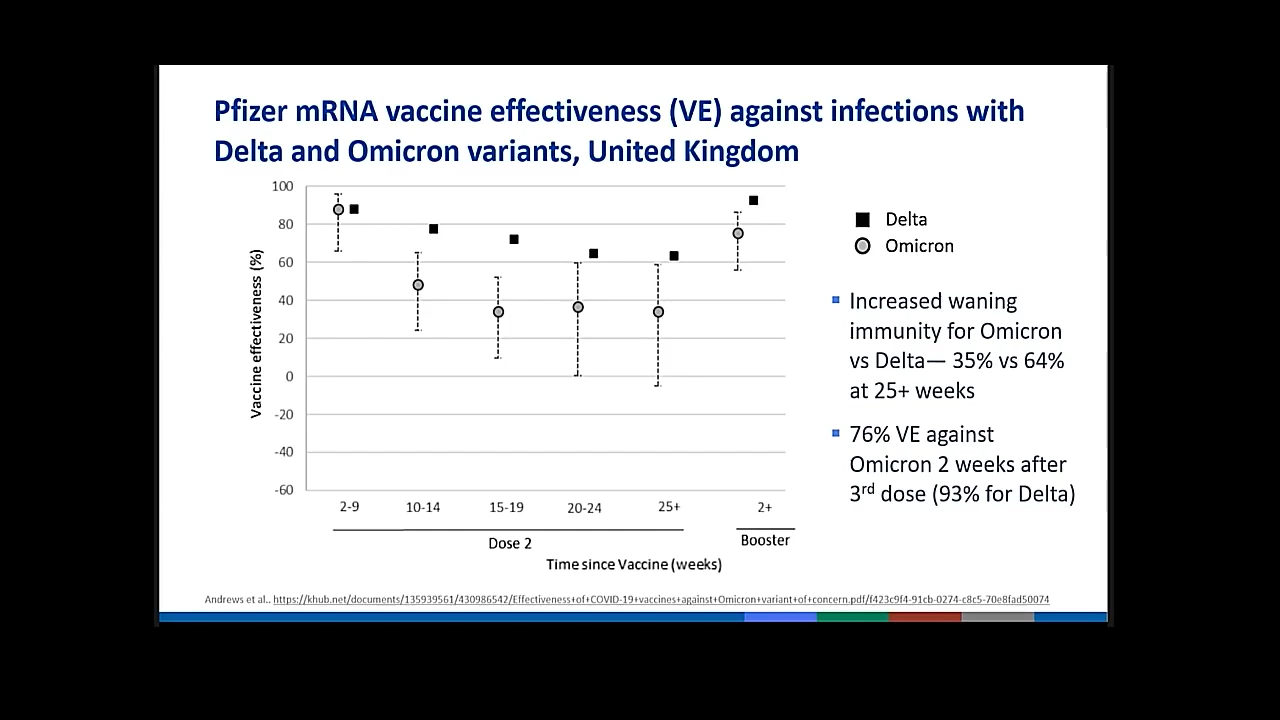 Pfizer mRNA vaccine effectiveness (VE) against infections with
Delta and Omicron variants, United Kingdom
100
80
60
40
20
0
-20
-40
-60
Vaccine effectiveness (%)
2-9 10-14 15-19 20-24 25+ 2+
Dose 2 Booster
Time since Vaccine (weeks)
Delta
Omicron
Increased waning
immunity for Omicron
vs Delta— 35% vs 64%
at 25+ weeks
76% VE against
Omicron 2 weeks after
3rd dose (93% for Delta)
Andrews et al.. https://khub.net/documents/135939561/430986542/Effectiveness+of+COVID-19+vaccines+against+Omicron+variant+of+concern.pdf/f423c9f4-91cb-0274-c8c5-70e8fad50074